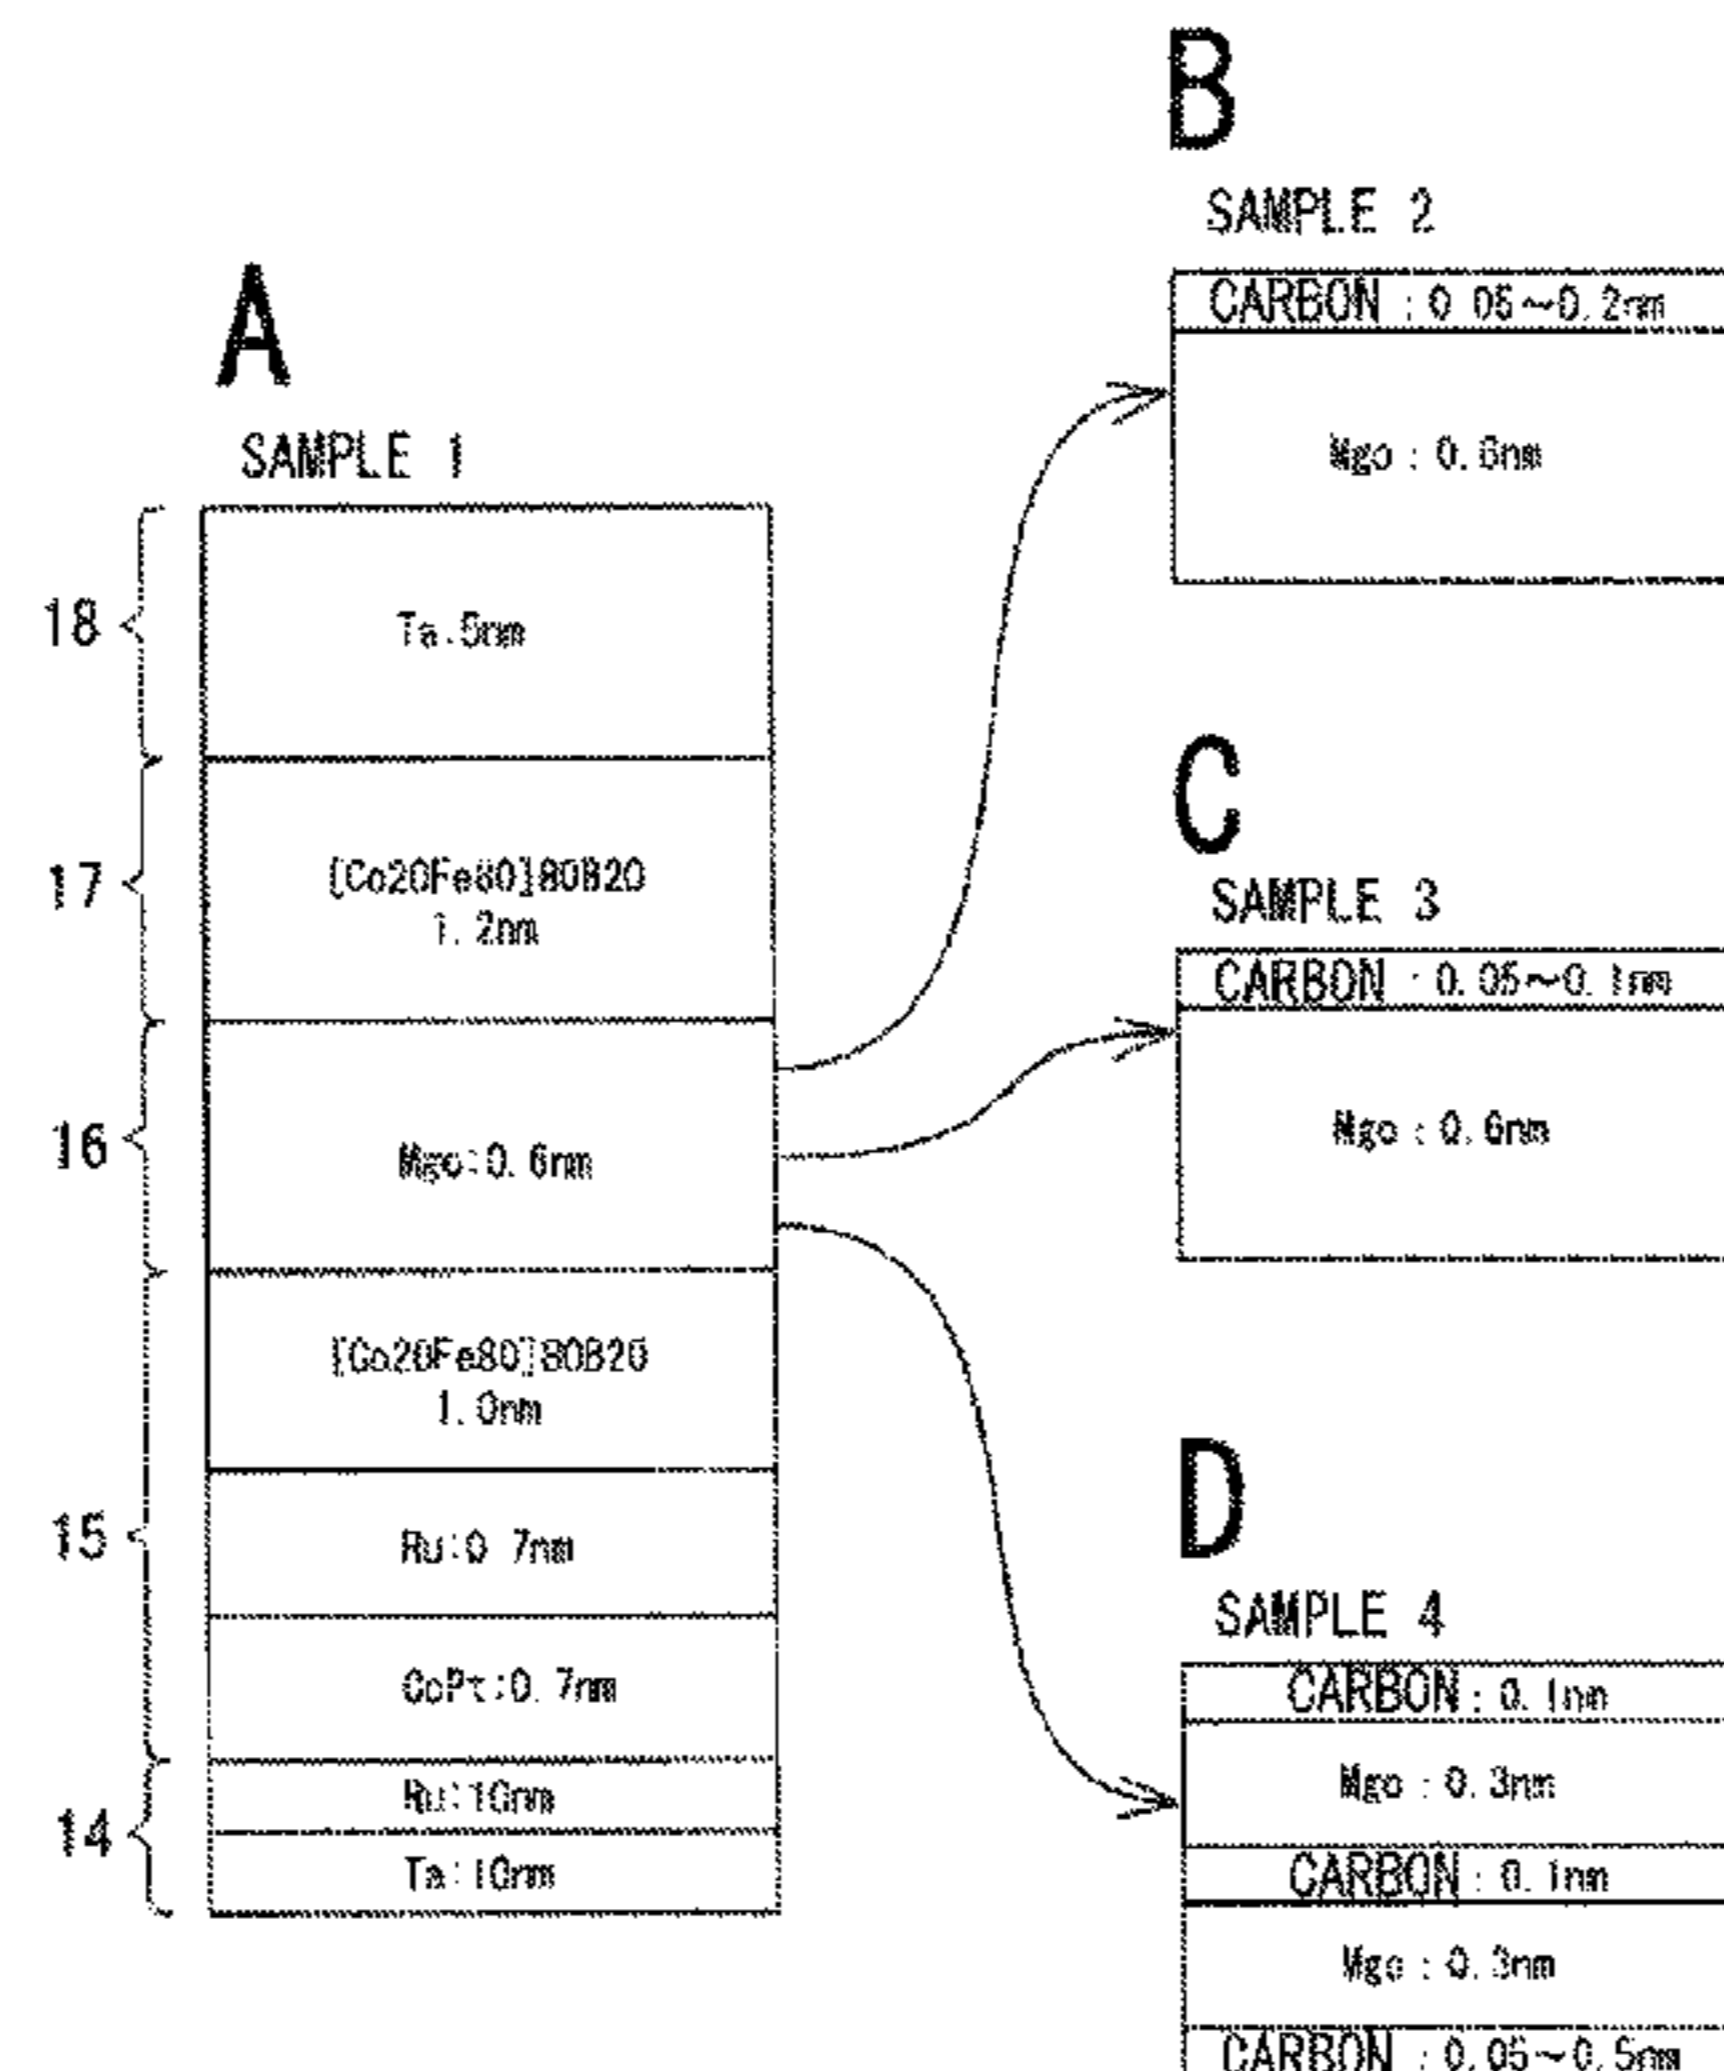 A
SAMPLE 1
18
Ta:5nm
17
[Co20Fe80]80B20
1.2nm
16
Mgo:0.6nm
15
[Co20Fe80]80B20
1.0nm
Ru:0.7nm
CoPt:0.7nm
14
Ru:10nm
Ta:10nm
B
SAMPLE 2
CARBON : 0.05~0.2nm
Mgo : 0.6nm
C
SAMPLE 3
CARBON : 0.05~0.1nm
Mgo : 0.6nm
D
SAMPLE 4
CARBON : 0.1nm
Mgo : 0.3nm
CARBON : 0.1nm
Mgo : 0.3nm
CARBON : 0.05~0.5nm